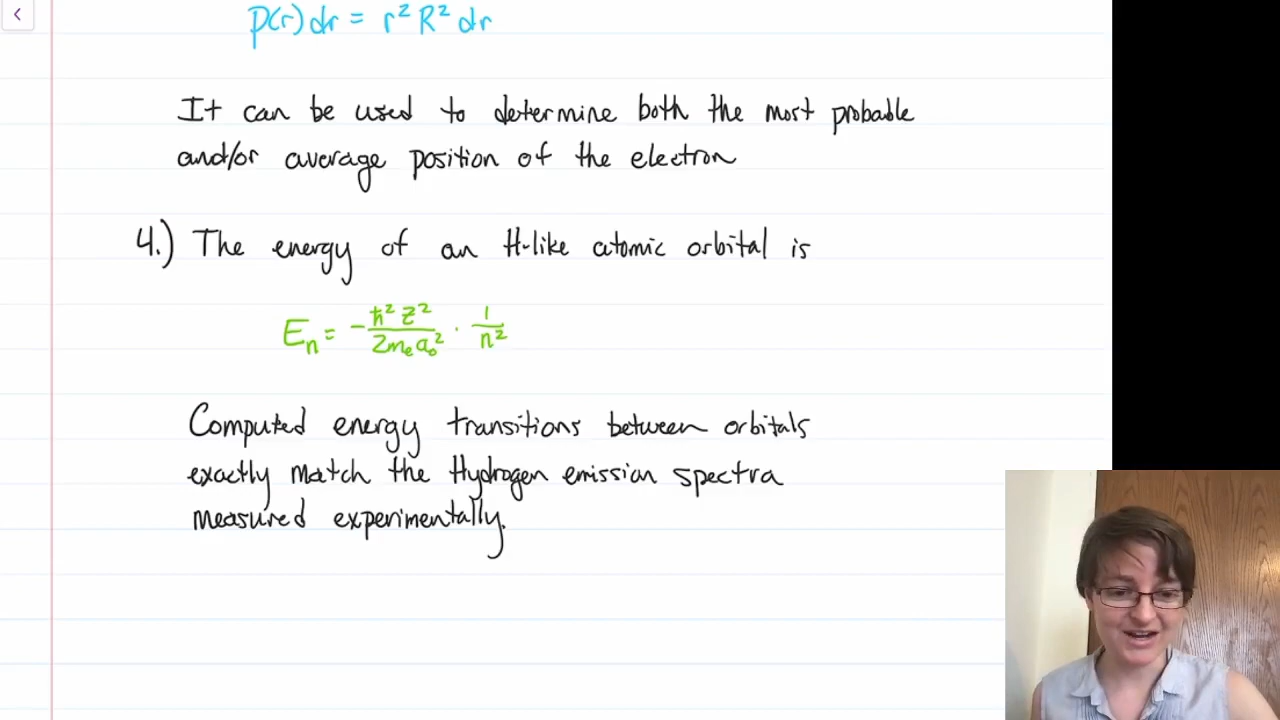 P(r) dr = r² R² dr
It can be used to determine both the most probable
and/or average position of the electron
4.) The energy of an H-like atomic orbital is
Eₙ = - ħ² Z² / 2mₑa₀² · 1/n²
Computed energy transitions between orbitals
exactly match the Hydrogen emission spectra
measured experimentally.